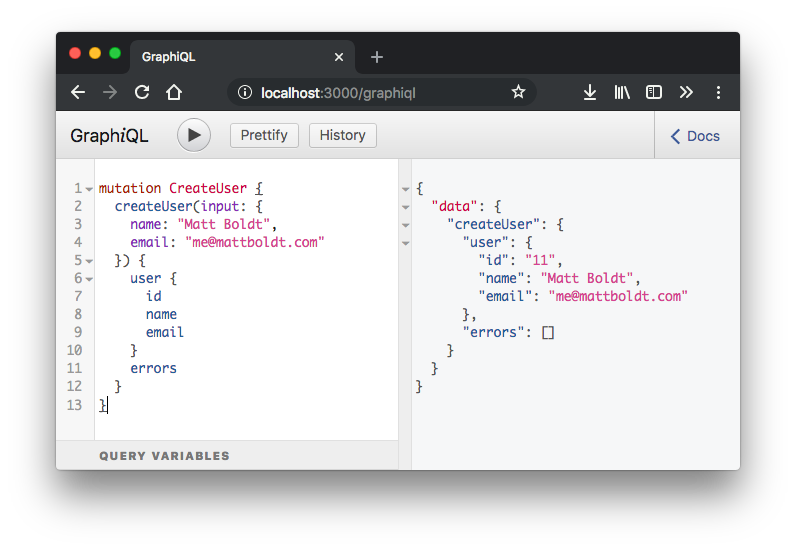 GraphiQL
localhost:3000/graphiql
GraphiQL
Prettify
History
Docs
1 mutation CreateUser {
2   createUser(input: {
3     name: "Matt Boldt",
4     email: "me@mattboldt.com"
5   }) {
6     user {
7       id
8       name
9       email
10     }
11     errors
12   }
13 }
QUERY VARIABLES
{
  "data": {
    "createUser": {
      "user": {
        "id": "11",
        "name": "Matt Boldt",
        "email": "me@mattboldt.com"
      },
      "errors": []
    }
  }
}